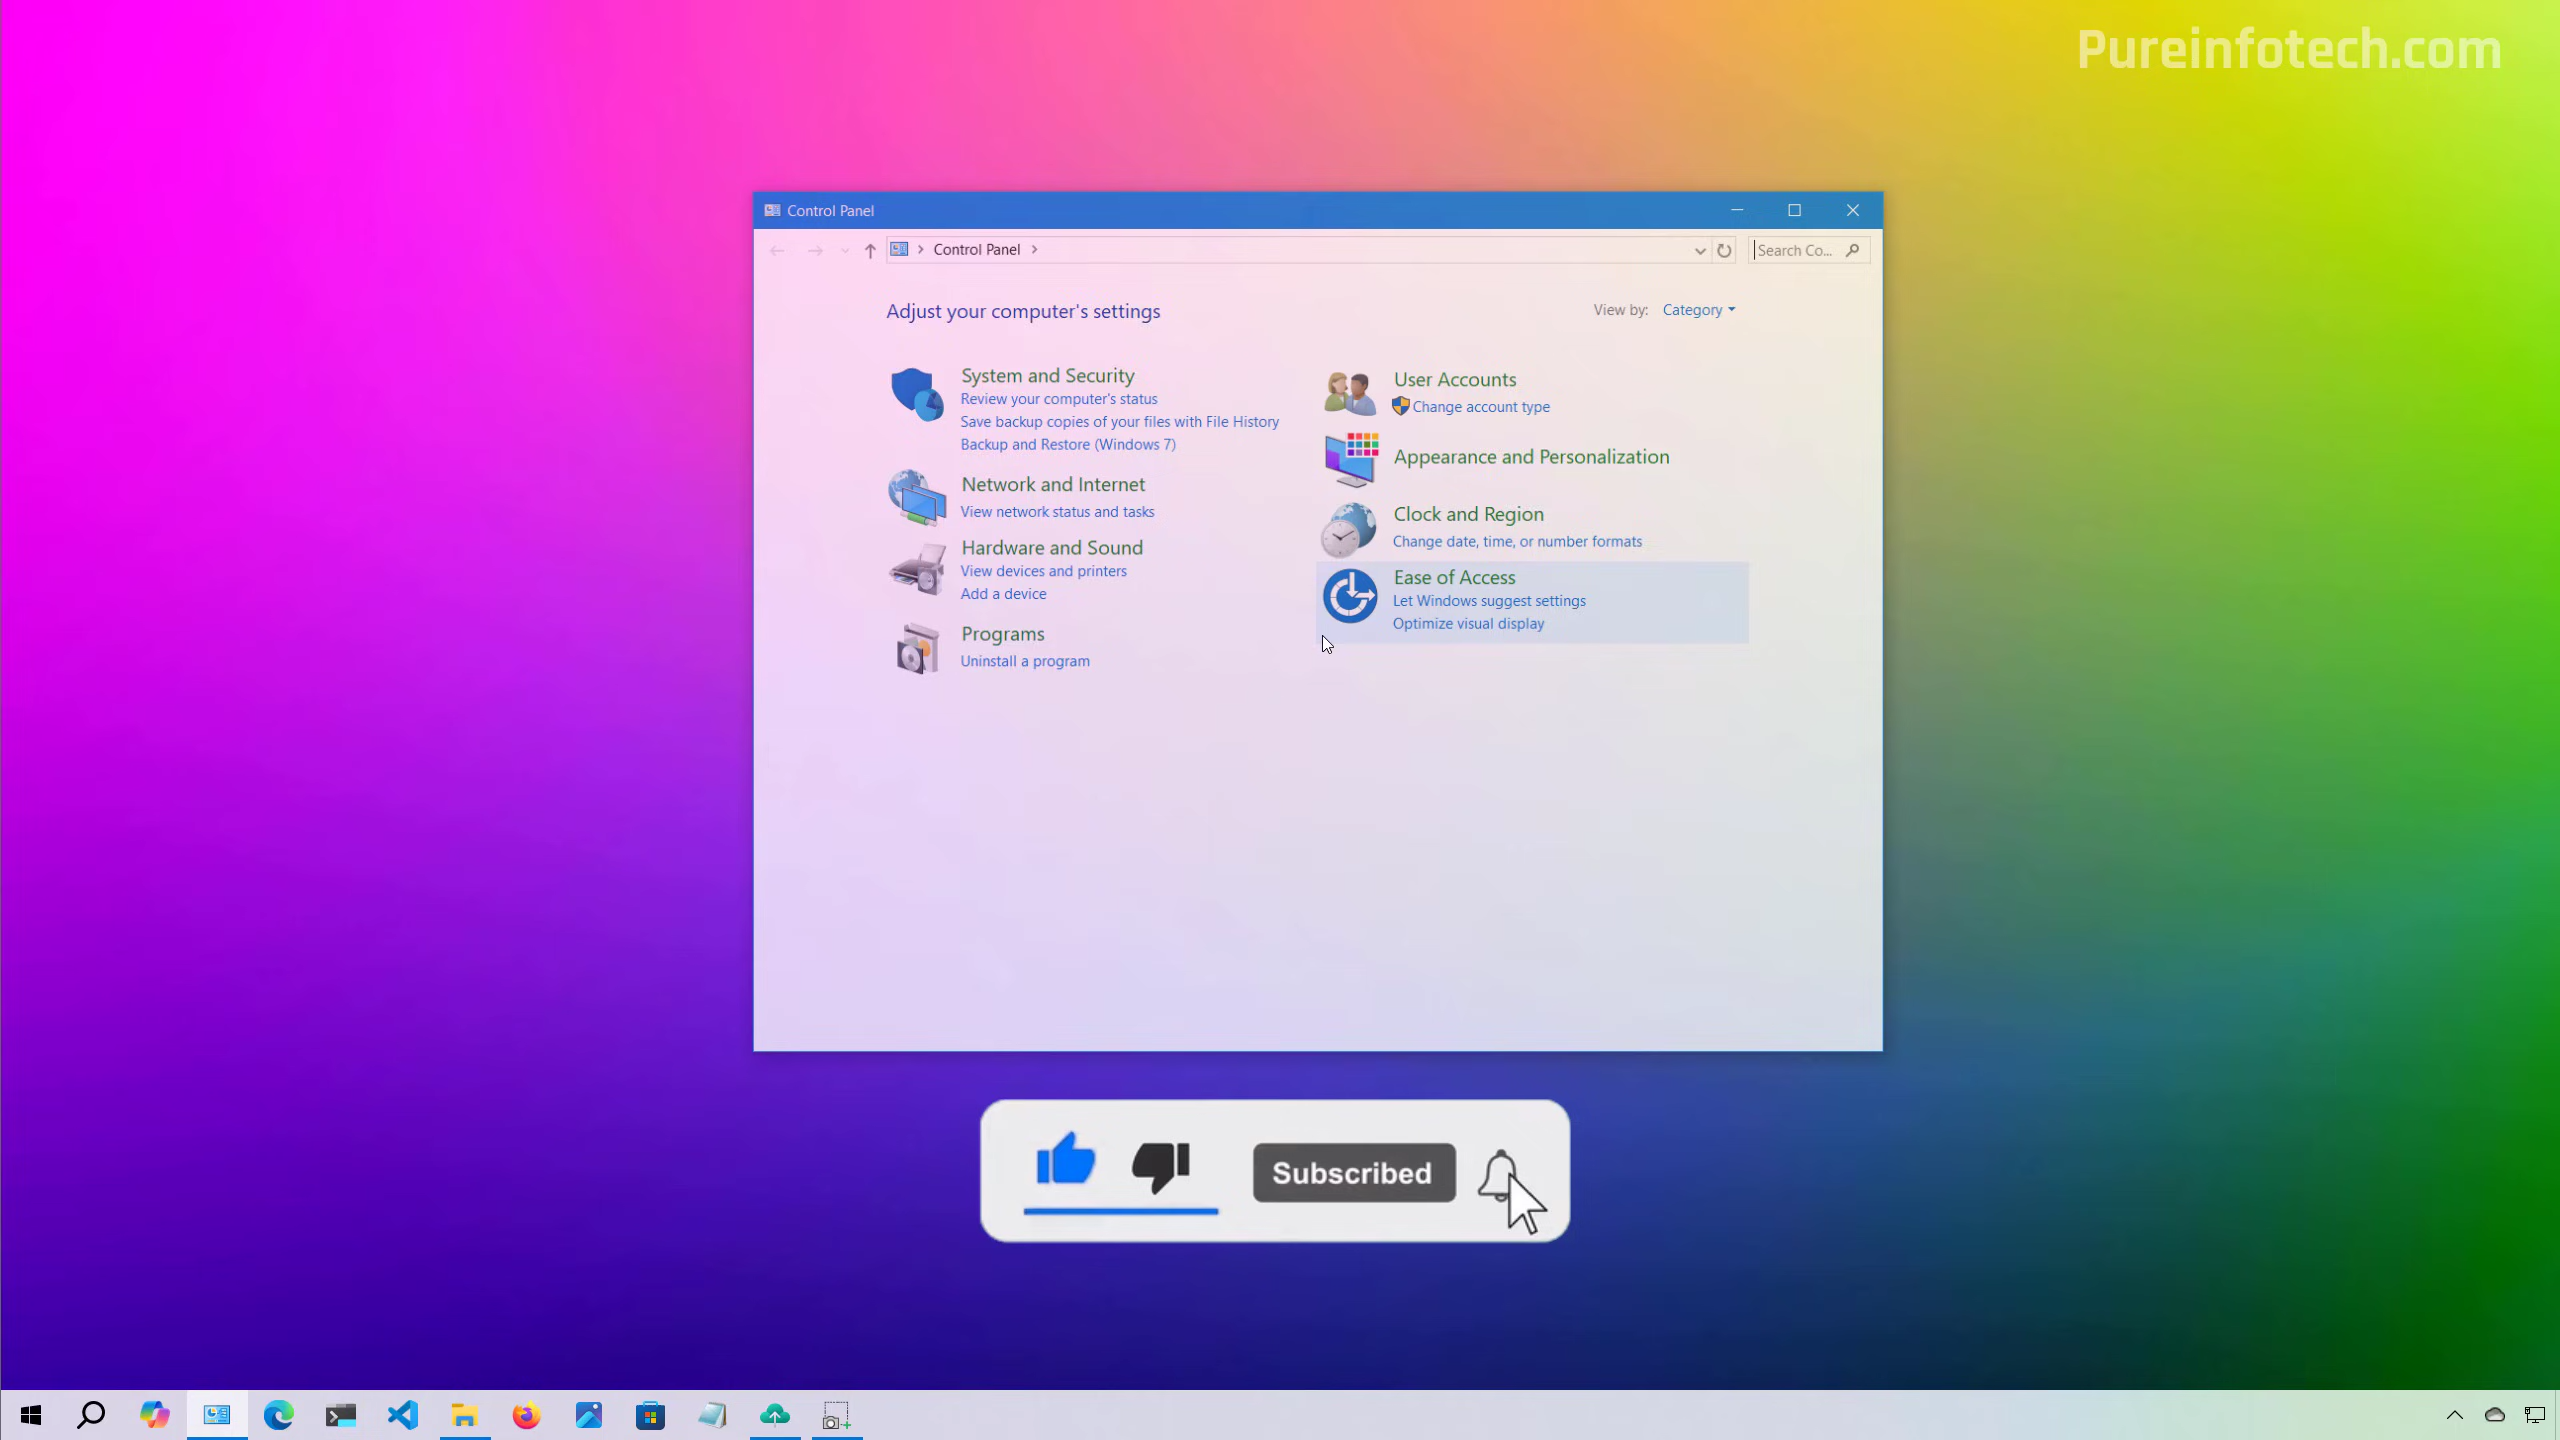 Pureinfotech.com
Control Panel
Control Panel
Search Co...
Adjust your computer's settings
View by: Category
System and Security
Review your computer's status
Save backup copies of your files with File History
Backup and Restore (Windows 7)
Network and Internet
View network status and tasks
Hardware and Sound
View devices and printers
Add a device
Programs
Uninstall a program
User Accounts
Change account type
Appearance and Personalization
Clock and Region
Change date, time, or number formats
Ease of Access
Let Windows suggest settings
Optimize visual display
Subscribed